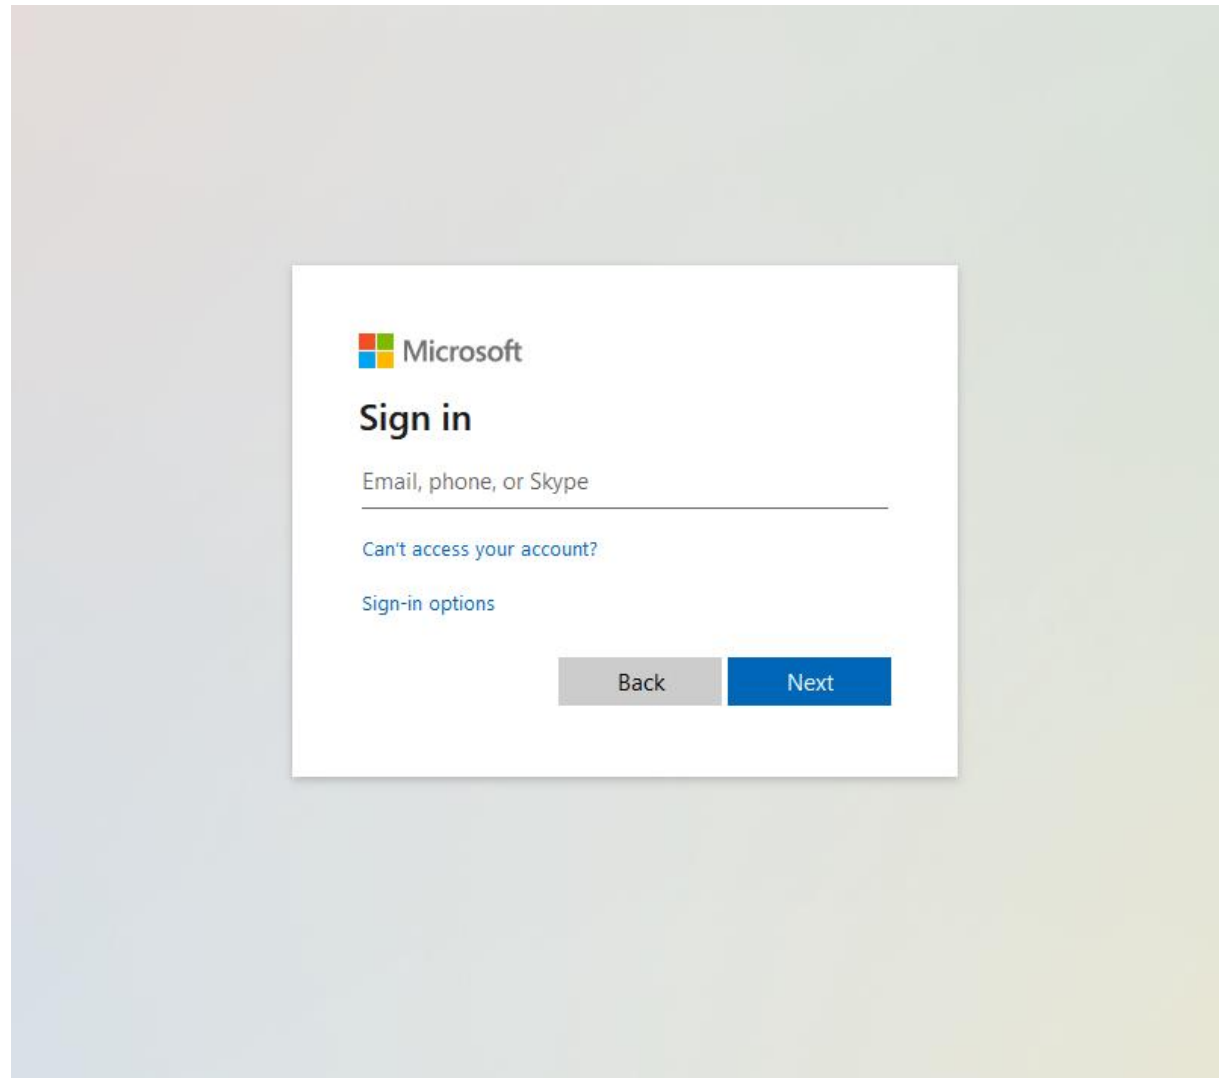 Microsoft
Sign in
Email, phone, or Skype
Can't access your account?
Sign-in options
Back Next